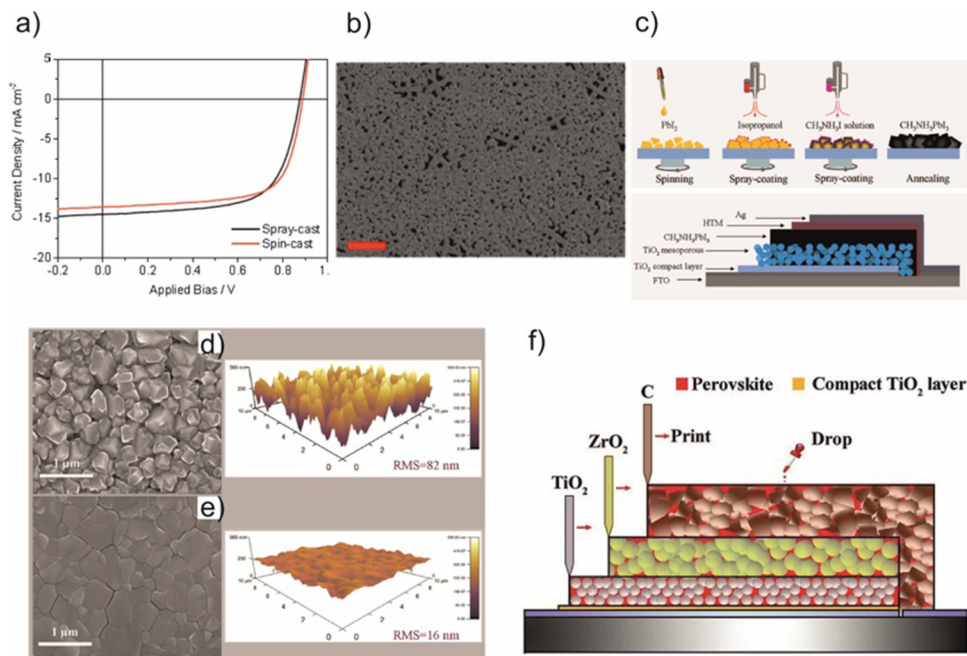 a)
5
0
-5
-10
-15
-20
-0.2
0.0
0.2
0.4
0.6
0.8
1.
Current Density / mA cm⁻²
Applied Bias / V
Spray-cast
Spin-cast
b)
c)
PbI₂
Isopropanol
CH₃NH₃I solution
CH₃NH₃PbI₃
Spinning
Spray-coating
Spray-coating
Annealing
Ag
HTM
CH₃NH₃PbI₃
TiO₂ mesoporous
TiO₂ compact layer
FTO
d)
1 µm
RMS=82 nm
e)
1 µm
RMS=16 nm
f)
Perovskite
Compact TiO₂ layer
C
Print
Drop
ZrO₂
TiO₂